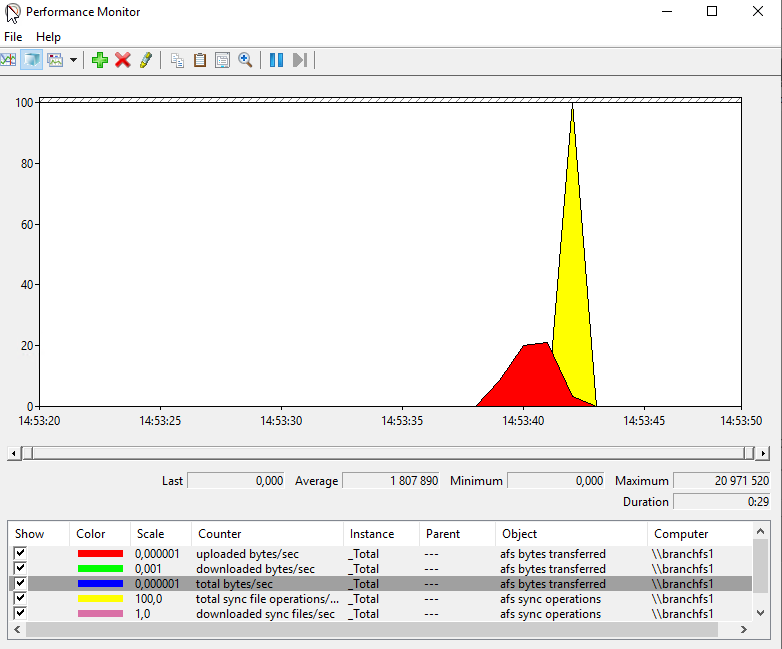 Performance Monitor
File Help
100
80
60
40
20
0
14:53:20 14:53:25 14:53:30 14:53:35 14:53:40 14:53:45 14:53:50
Last 0,000 Average 1 807 890 Minimum 0,000 Maximum 20 971 520
Duration 0:29
Show Color Scale Counter Instance Parent Object Computer
0,000001 uploaded bytes/sec _Total --- afs bytes transferred \\branchfs1
0,001 downloaded bytes/sec _Total --- afs bytes transferred \\branchfs1
0,000001 total bytes/sec _Total --- afs bytes transferred \\branchfs1
100,0 total sync file operations/... _Total --- afs sync operations \\branchfs1
1,0 downloaded sync files/sec _Total --- afs sync operations \\branchfs1